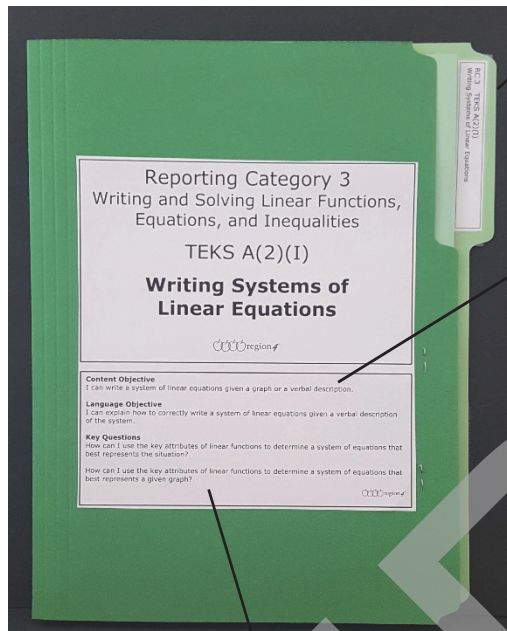 RC 3 TEKS A(2)(I)
Writing Systems of Linear Equations
Reporting Category 3
Writing and Solving Linear Functions,
Equations, and Inequalities
TEKS A(2)(I)
Writing Systems of
Linear Equations
region 4
Content Objective
I can write a system of linear equations given a graph or a verbal description.
Language Objective
I can explain how to correctly write a system of linear equations given a verbal description
of the system.
Key Questions
How can I use the key attributes of linear functions to determine a system of equations that
best represents the situation?
How can I use the key attributes of linear functions to determine a system of equations that
best represents a given graph?
region 4